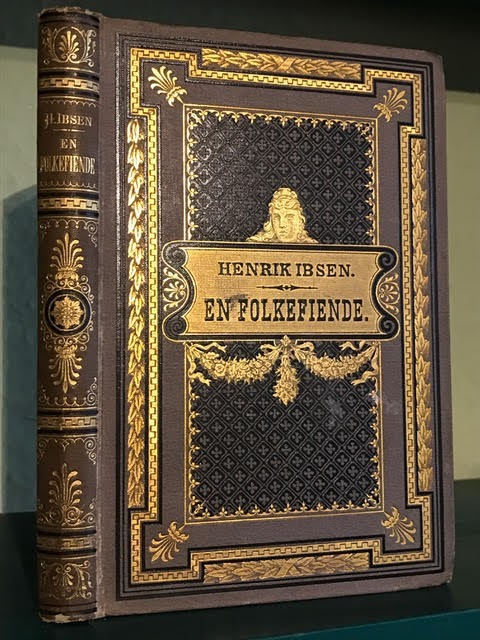 H. IBSEN
EN
FOLKEFIENDE
HENRIK IBSEN.
EN FOLKEFIENDE.